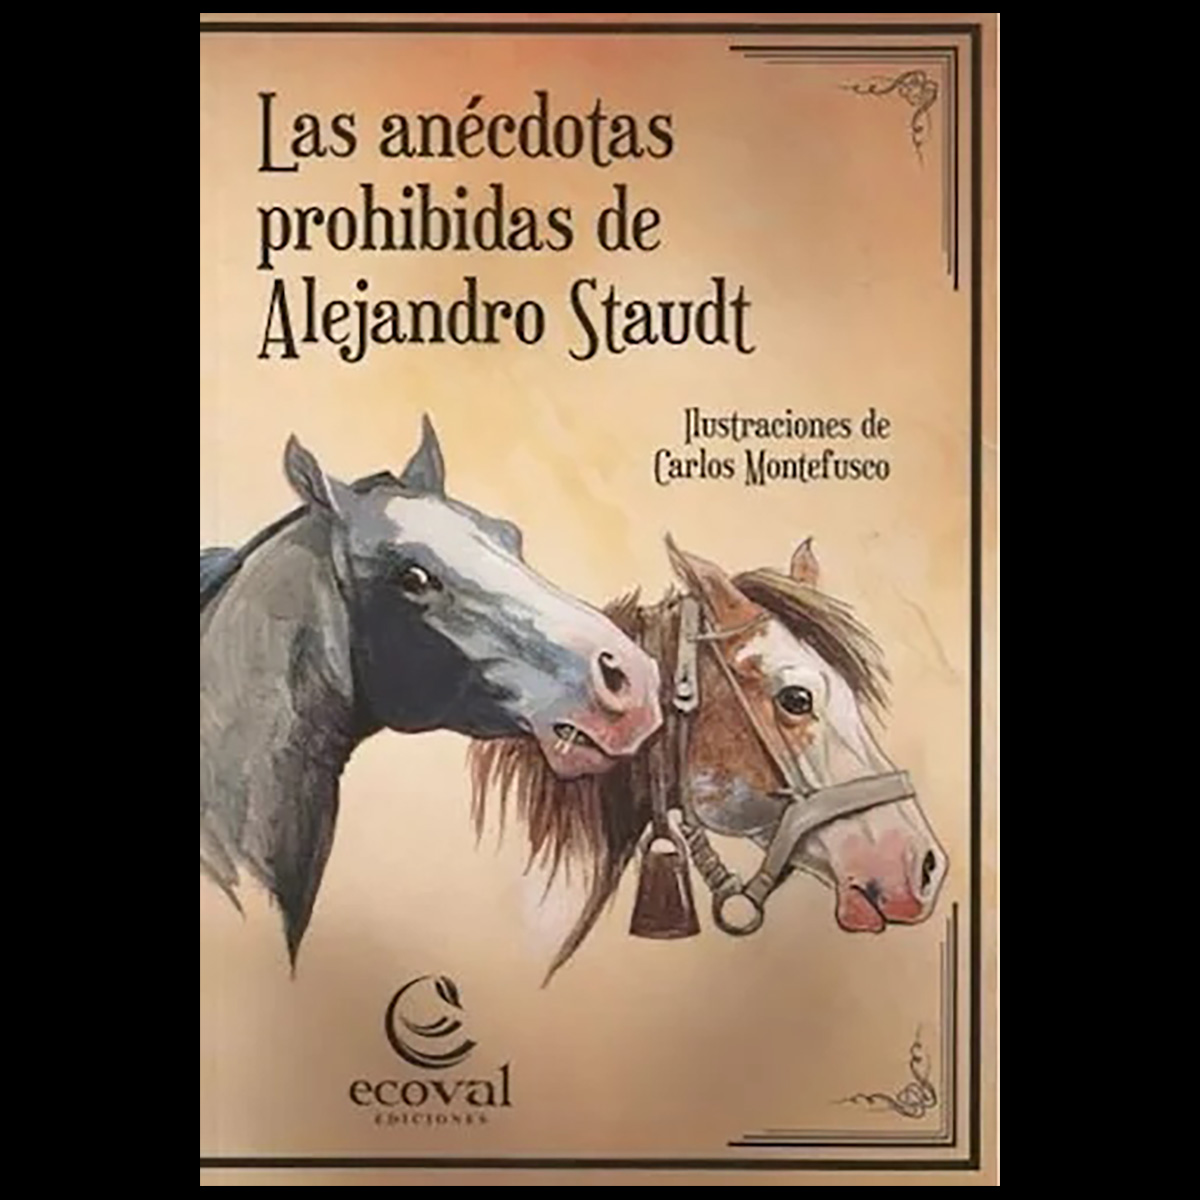 Las anécdotas
prohibidas de
Alejandro Staudt
Ilustraciones de
Carlos Montefusco
ecoval
EDICIONES